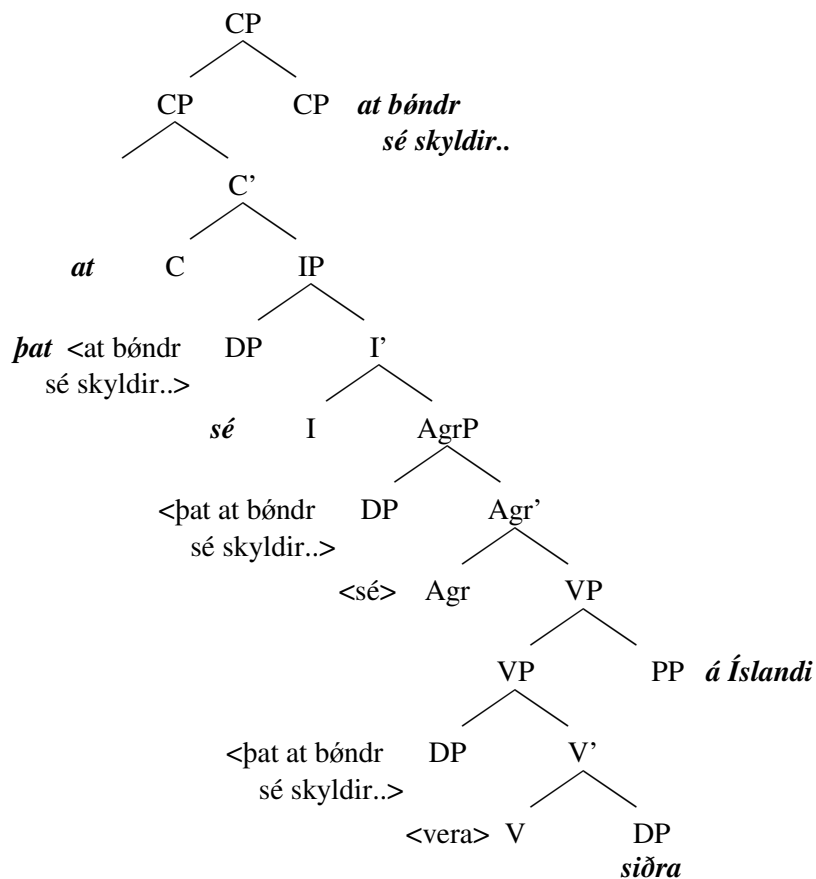 CP
CP CP at bǿndr
sé skyldir..
C’
at C IP
þat <at bǿndr DP I’
sé skyldir..>
sé I AgrP
<þat at bǿndr DP Agr’
sé skyldir..>
<sé> Agr VP
VP PP á Íslandi
<þat at bǿndr DP V’
sé skyldir..>
<vera> V DP
siðra